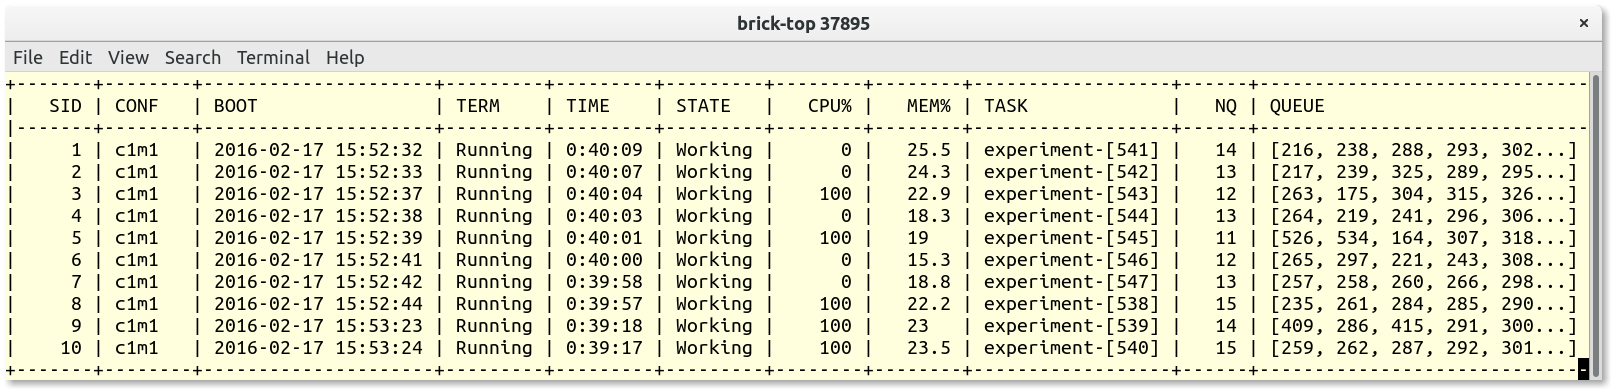 brick-top 37895 ×
File Edit View Search Terminal Help
+-------+--------+---------------------+---------+---------+---------+--------+--------+-------------------+------+------------------------------
|   SID | CONF   | BOOT                | TERM    | TIME    | STATE   |   CPU% |   MEM% | TASK              |   NQ | QUEUE
|-------+--------+---------------------+---------+---------+---------+--------+--------+-------------------+------+------------------------------
|     1 | c1m1   | 2016-02-17 15:52:32 | Running | 0:40:09 | Working |      0 |   25.5 | experiment-[541]  |   14 | [216, 238, 288, 293, 302...]
|     2 | c1m1   | 2016-02-17 15:52:33 | Running | 0:40:07 | Working |      0 |   24.3 | experiment-[542]  |   13 | [217, 239, 325, 289, 295...]
|     3 | c1m1   | 2016-02-17 15:52:37 | Running | 0:40:04 | Working |    100 |   22.9 | experiment-[543]  |   12 | [263, 175, 304, 315, 326...]
|     4 | c1m1   | 2016-02-17 15:52:38 | Running | 0:40:03 | Working |      0 |   18.3 | experiment-[544]  |   13 | [264, 219, 241, 296, 306...]
|     5 | c1m1   | 2016-02-17 15:52:39 | Running | 0:40:01 | Working |    100 |   19   | experiment-[545]  |   11 | [526, 534, 164, 307, 318...]
|     6 | c1m1   | 2016-02-17 15:52:41 | Running | 0:40:00 | Working |      0 |   15.3 | experiment-[546]  |   12 | [265, 297, 221, 243, 308...]
|     7 | c1m1   | 2016-02-17 15:52:42 | Running | 0:39:58 | Working |      0 |   18.8 | experiment-[547]  |   13 | [257, 258, 260, 266, 298...]
|     8 | c1m1   | 2016-02-17 15:52:44 | Running | 0:39:57 | Working |    100 |   22.2 | experiment-[538]  |   15 | [235, 261, 284, 285, 290...]
|     9 | c1m1   | 2016-02-17 15:53:23 | Running | 0:39:18 | Working |    100 |   23   | experiment-[539]  |   14 | [409, 286, 415, 291, 300...]
|    10 | c1m1   | 2016-02-17 15:53:24 | Running | 0:39:17 | Working |    100 |   23.5 | experiment-[540]  |   15 | [259, 262, 287, 292, 301...]
+-------+--------+---------------------+---------+---------+---------+--------+--------+-------------------+------+------------------------------